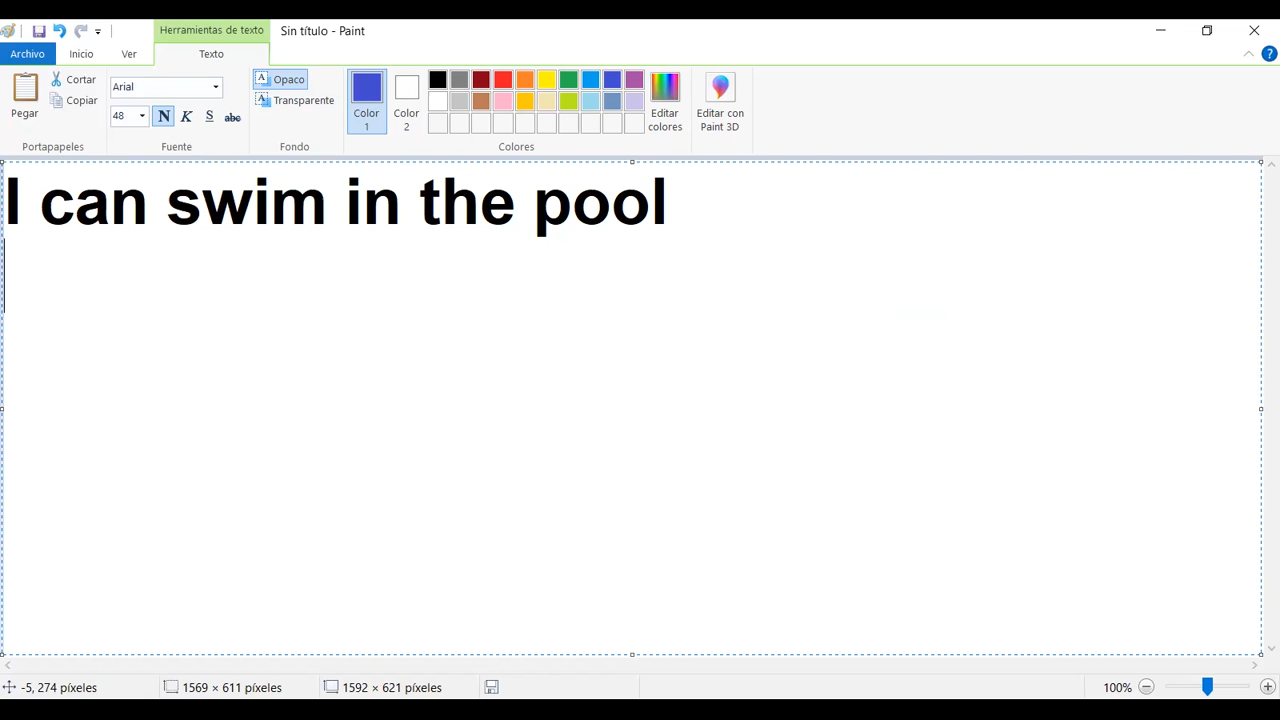 Herramientas de texto
Sin título - Paint
Archivo
Inicio
Ver
Texto
Pegar
Cortar
Copiar
Portapapeles
Arial
48
N K S abc
Fuente
Opaco
Transparente
Fondo
Color 1
Color 2
Editar colores
Colores
Editar con Paint 3D
I can swim in the pool
-5, 274 píxeles
1569 × 611 píxeles
1592 × 621 píxeles
100%